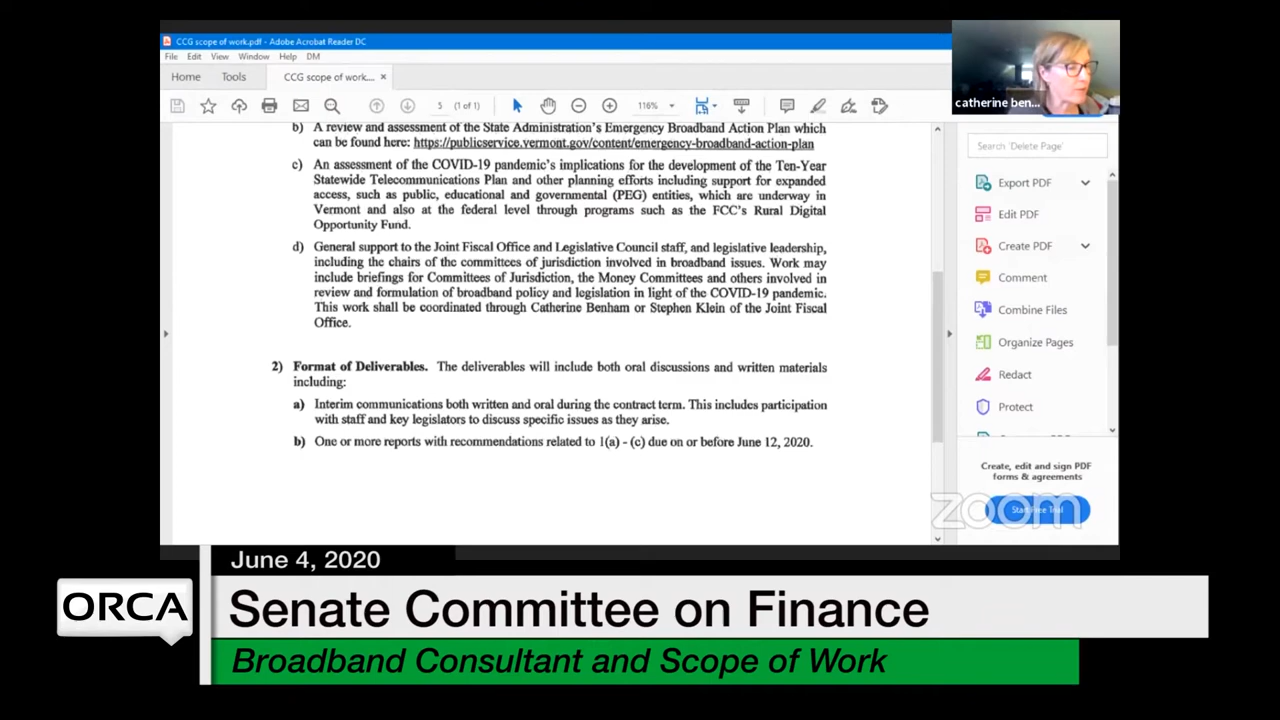 CCG scope of work.pdf - Adobe Acrobat Reader DC
File Edit View Window Help DM
Home Tools CCG scope of work... ×
5 (1 of 1) 116%
catherine ben...
b) A review and assessment of the State Administration's Emergency Broadband Action Plan which
can be found here: https://publicservice.vermont.gov/content/emergency-broadband-action-plan
c) An assessment of the COVID-19 pandemic's implications for the development of the Ten-Year
Statewide Telecommunications Plan and other planning efforts including support for expanded
access, such as public, educational and governmental (PEG) entities, which are underway in
Vermont and also at the federal level through programs such as the FCC's Rural Digital
Opportunity Fund.
d) General support to the Joint Fiscal Office and Legislative Council staff, and legislative leadership,
including the chairs of the committees of jurisdiction involved in broadband issues. Work may
include briefings for Committees of Jurisdiction, the Money Committees and others involved in
review and formulation of broadband policy and legislation in light of the COVID-19 pandemic.
This work shall be coordinated through Catherine Benham or Stephen Klein of the Joint Fiscal
Office.
2) Format of Deliverables. The deliverables will include both oral discussions and written materials
including:
a) Interim communications both written and oral during the contract term. This includes participation
with staff and key legislators to discuss specific issues as they arise.
b) One or more reports with recommendations related to 1(a) - (c) due on or before June 12, 2020.
Search 'Delete Page'
Export PDF
Edit PDF
Create PDF
Comment
Combine Files
Organize Pages
Redact
Protect
Create, edit and sign PDF
forms & agreements
Start Free Trial
zoom
June 4, 2020
ORCA
Senate Committee on Finance
Broadband Consultant and Scope of Work